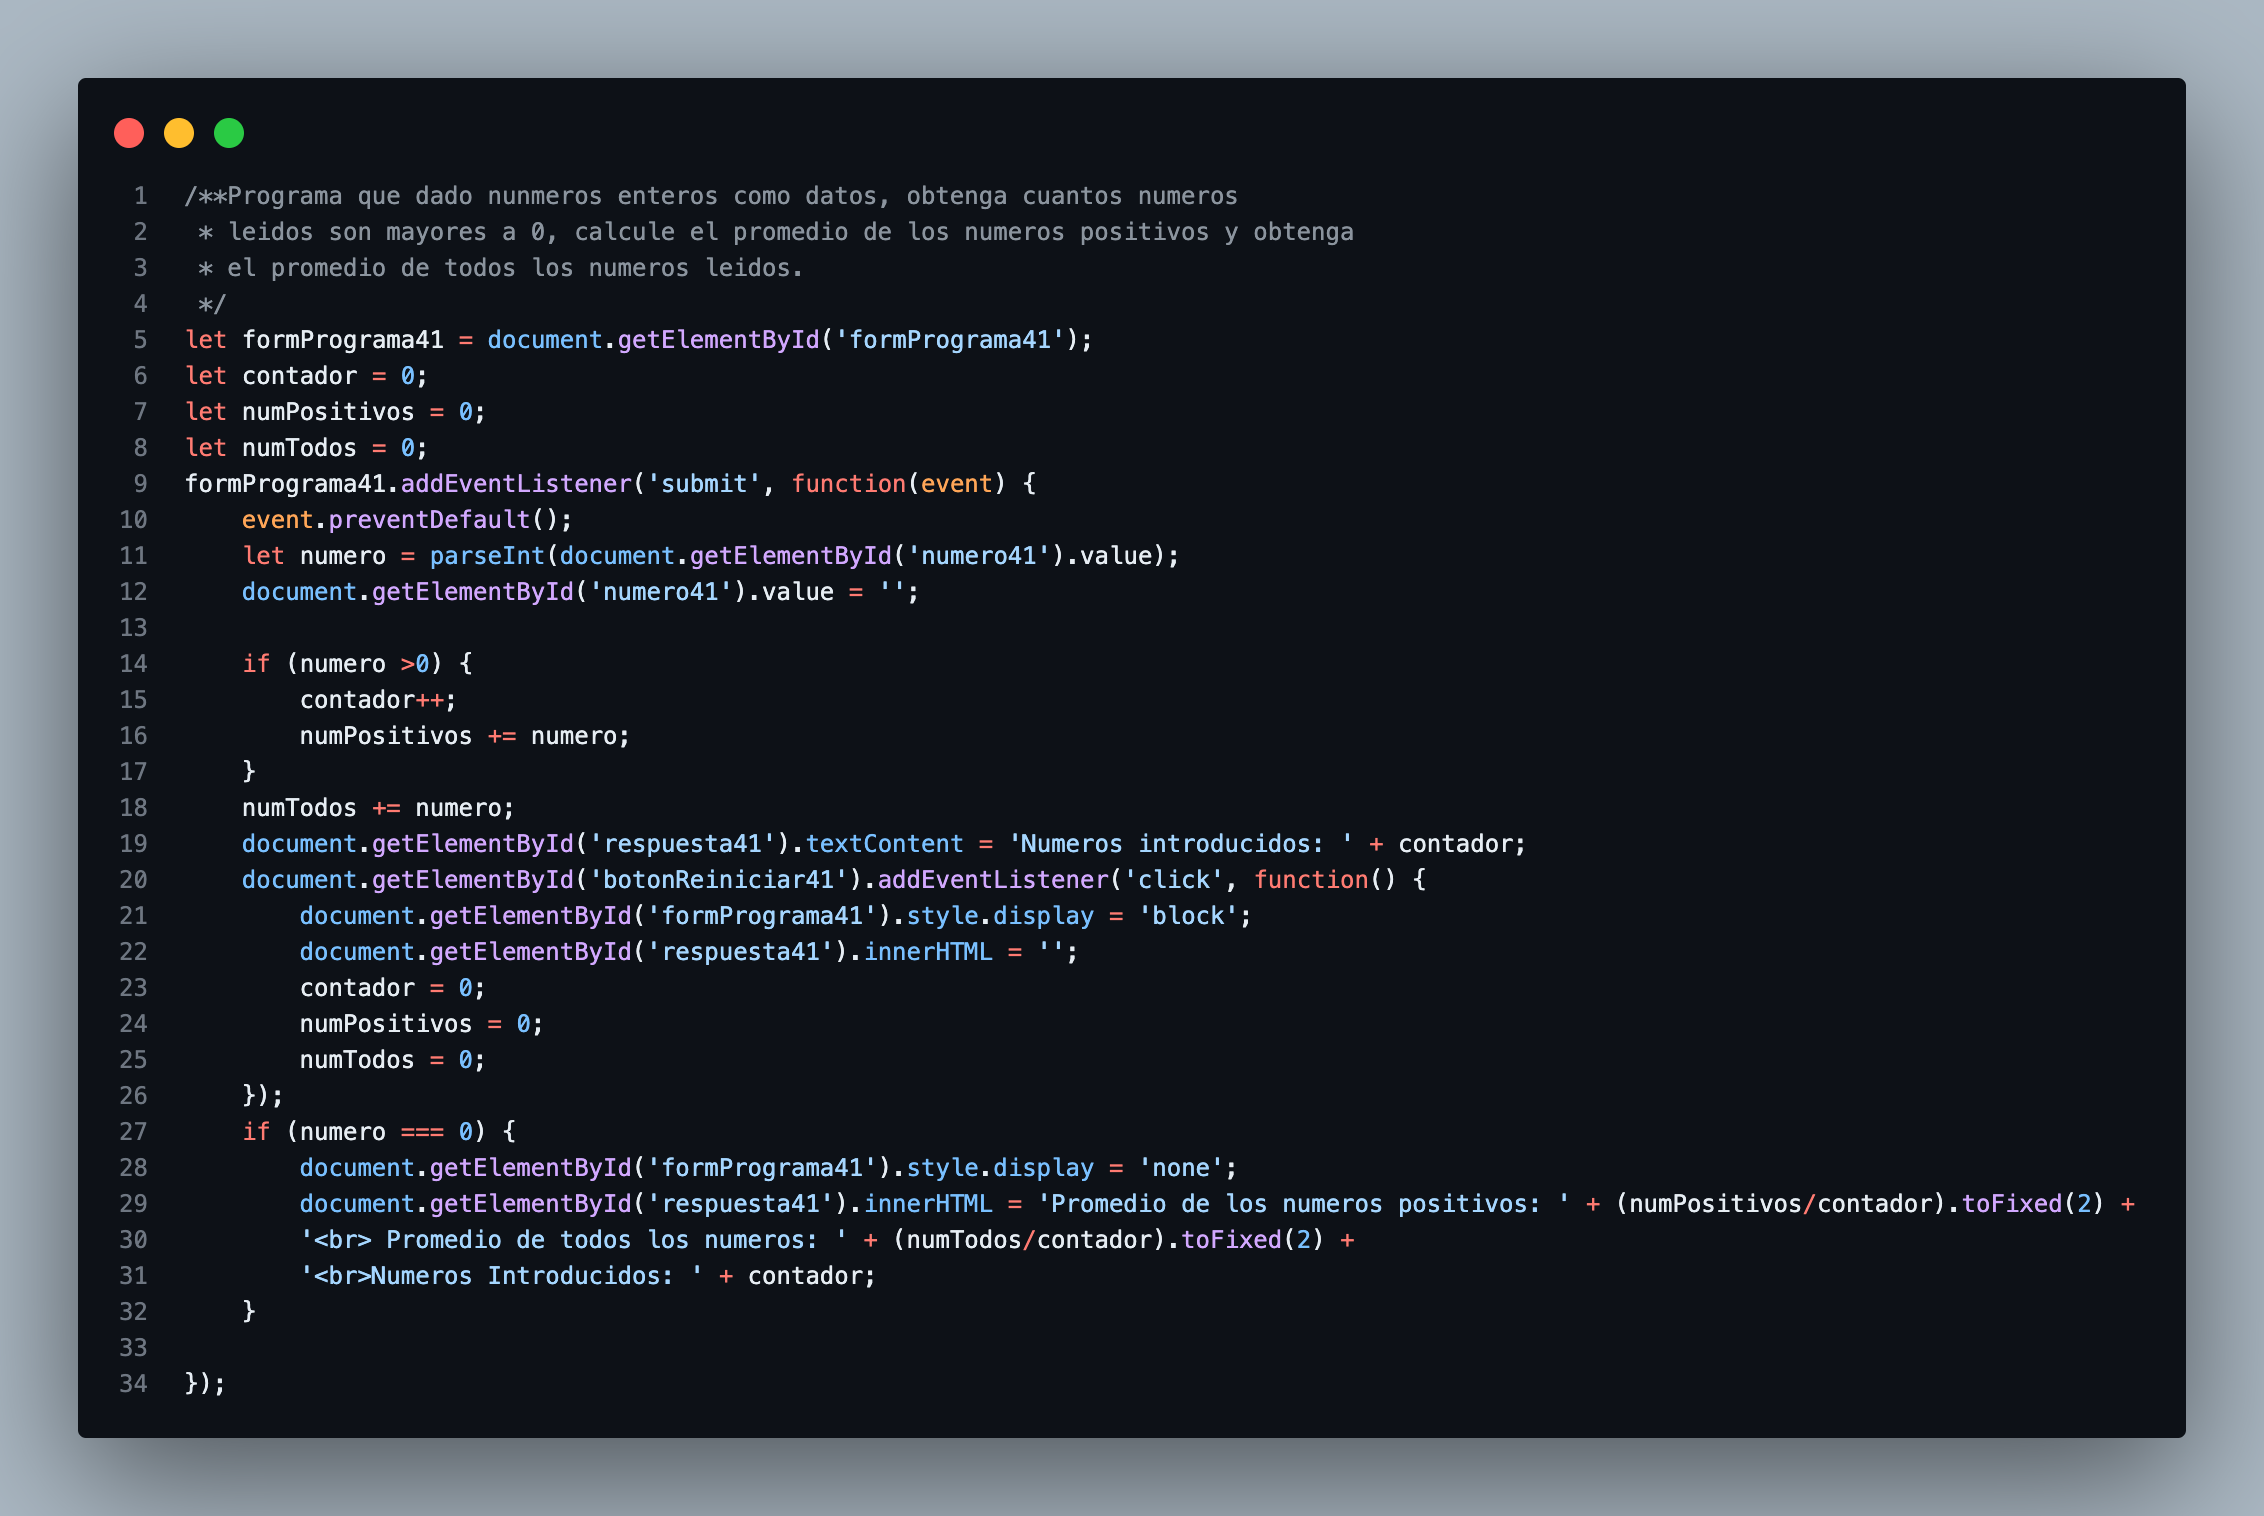 1 /**Programa que dado nunmeros enteros como datos, obtenga cuantos numeros
2  * leidos son mayores a 0, calcule el promedio de los numeros positivos y obtenga
3  * el promedio de todos los numeros leidos.
4  */
5 let formPrograma41 = document.getElementById('formPrograma41');
6 let contador = 0;
7 let numPositivos = 0;
8 let numTodos = 0;
9 formPrograma41.addEventListener('submit', function(event) {
10     event.preventDefault();
11     let numero = parseInt(document.getElementById('numero41').value);
12     document.getElementById('numero41').value = '';
13
14     if (numero >0) {
15         contador++;
16         numPositivos += numero;
17     }
18     numTodos += numero;
19     document.getElementById('respuesta41').textContent = 'Numeros introducidos: ' + contador;
20     document.getElementById('botonReiniciar41').addEventListener('click', function() {
21         document.getElementById('formPrograma41').style.display = 'block';
22         document.getElementById('respuesta41').innerHTML = '';
23         contador = 0;
24         numPositivos = 0;
25         numTodos = 0;
26     });
27     if (numero === 0) {
28         document.getElementById('formPrograma41').style.display = 'none';
29         document.getElementById('respuesta41').innerHTML = 'Promedio de los numeros positivos: ' + (numPositivos/contador).toFixed(2) +
30         '<br> Promedio de todos los numeros: ' + (numTodos/contador).toFixed(2) +
31         '<br>Numeros Introducidos: ' + contador;
32     }
33
34 });